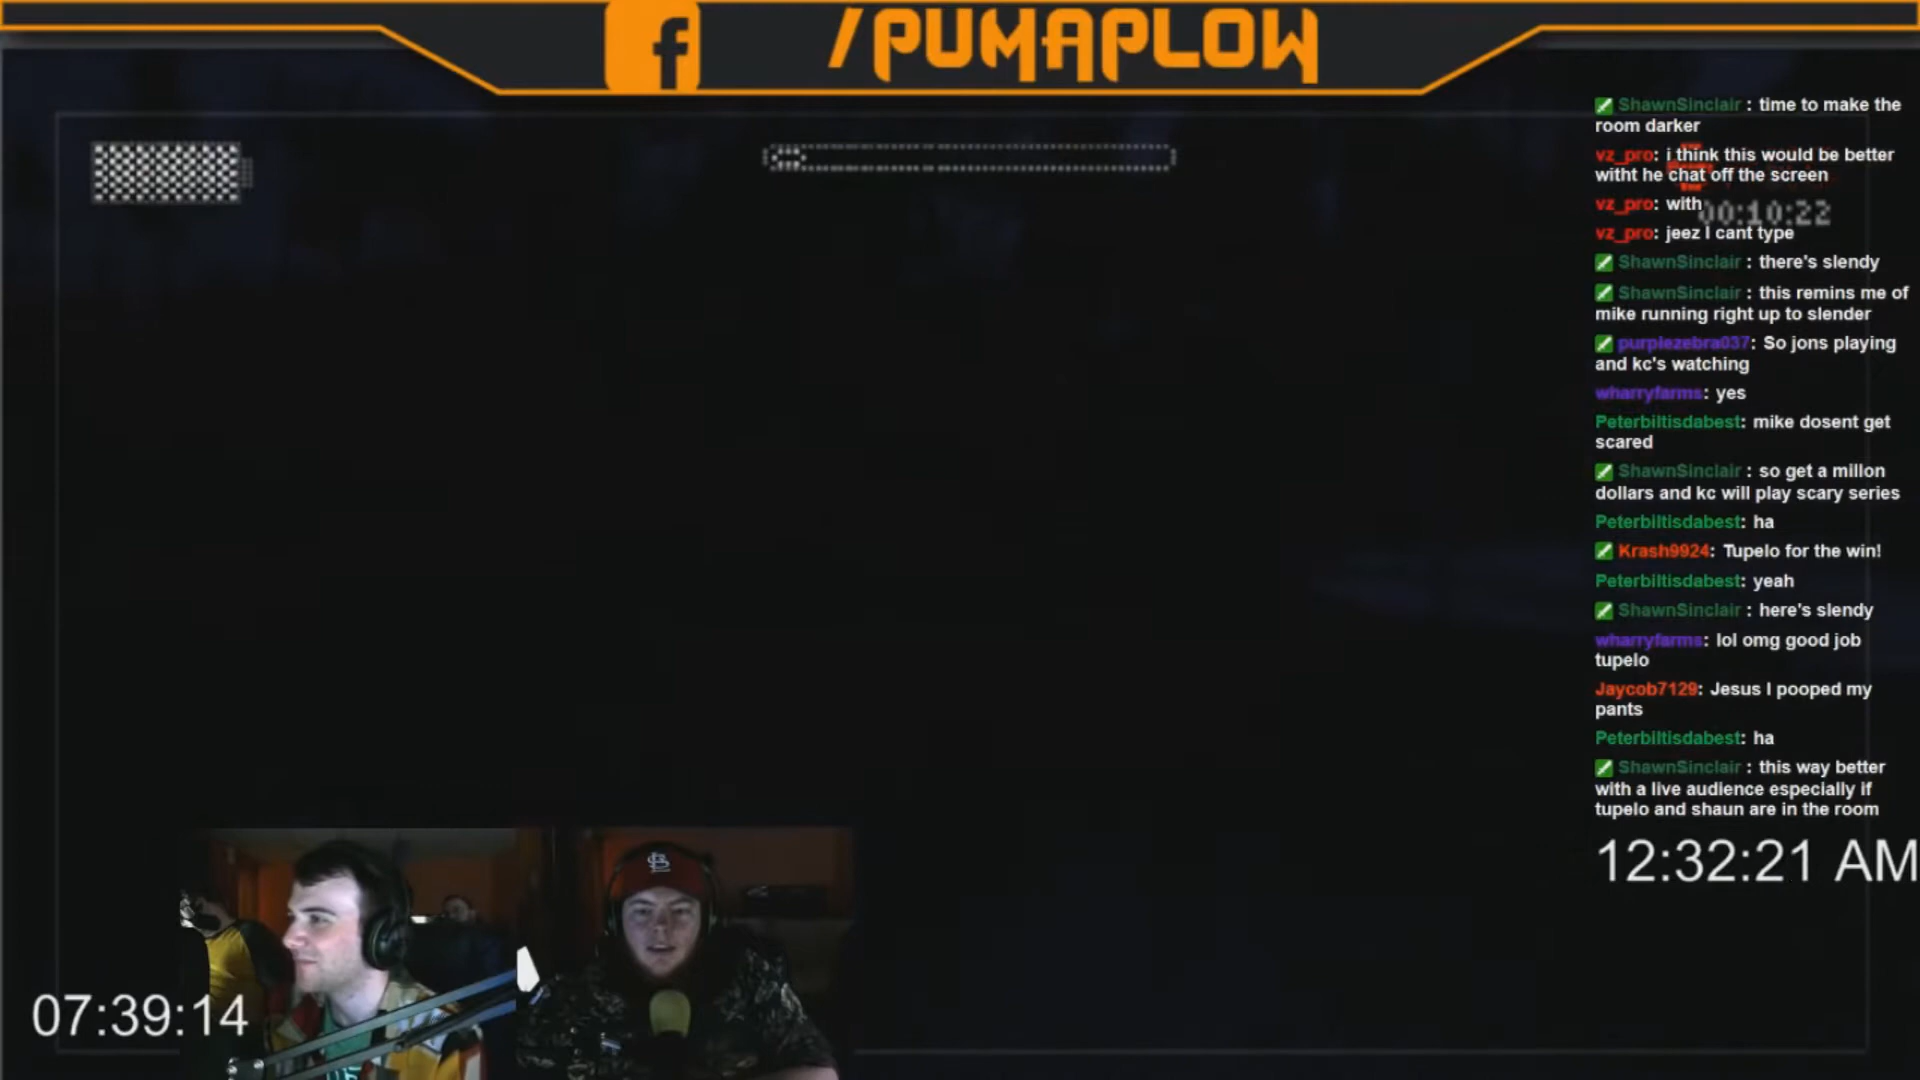 f /PUMAPLOW
ShawnSinclair : time to make the
room darker
vz_pro: i think this would be better
witht he chat off the screen
vz_pro: with
00:10:22
vz_pro: jeez I cant type
ShawnSinclair : there's slendy
ShawnSinclair : this remins me of
mike running right up to slender
purplezebra037: So jons playing
and kc's watching
wharryfarms: yes
Peterbiltisdabest: mike dosent get
scared
ShawnSinclair : so get a millon
dollars and kc will play scary series
Peterbiltisdabest: ha
Krash9924: Tupelo for the win!
Peterbiltisdabest: yeah
ShawnSinclair : here's slendy
wharryfarms: lol omg good job
tupelo
Jaycob7129: Jesus I pooped my
pants
Peterbiltisdabest: ha
ShawnSinclair : this way better
with a live audience especially if
tupelo and shaun are in the room
12:32:21 AM
07:39:14